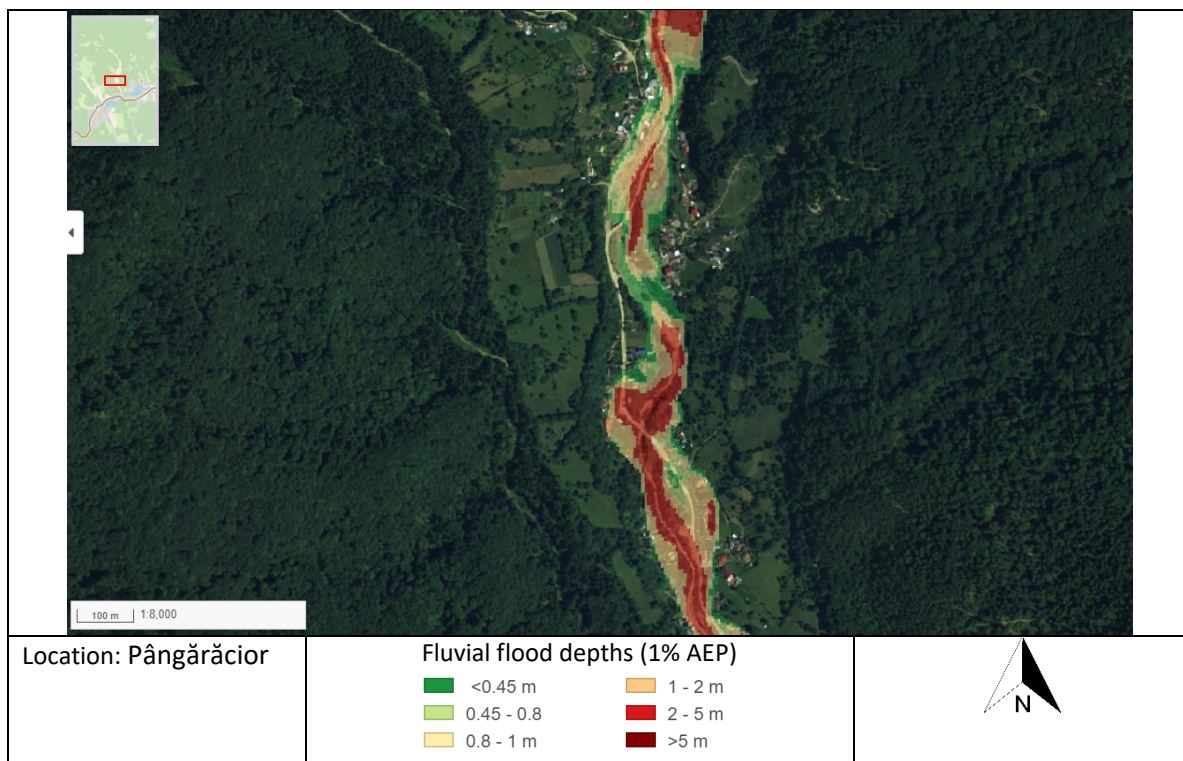 100 m 1:8,000
Location: Pângărăcior
Fluvial flood depths (1% AEP)
<0.45 m
0.45 - 0.8
0.8 - 1 m
1 - 2 m
2 - 5 m
>5 m
N